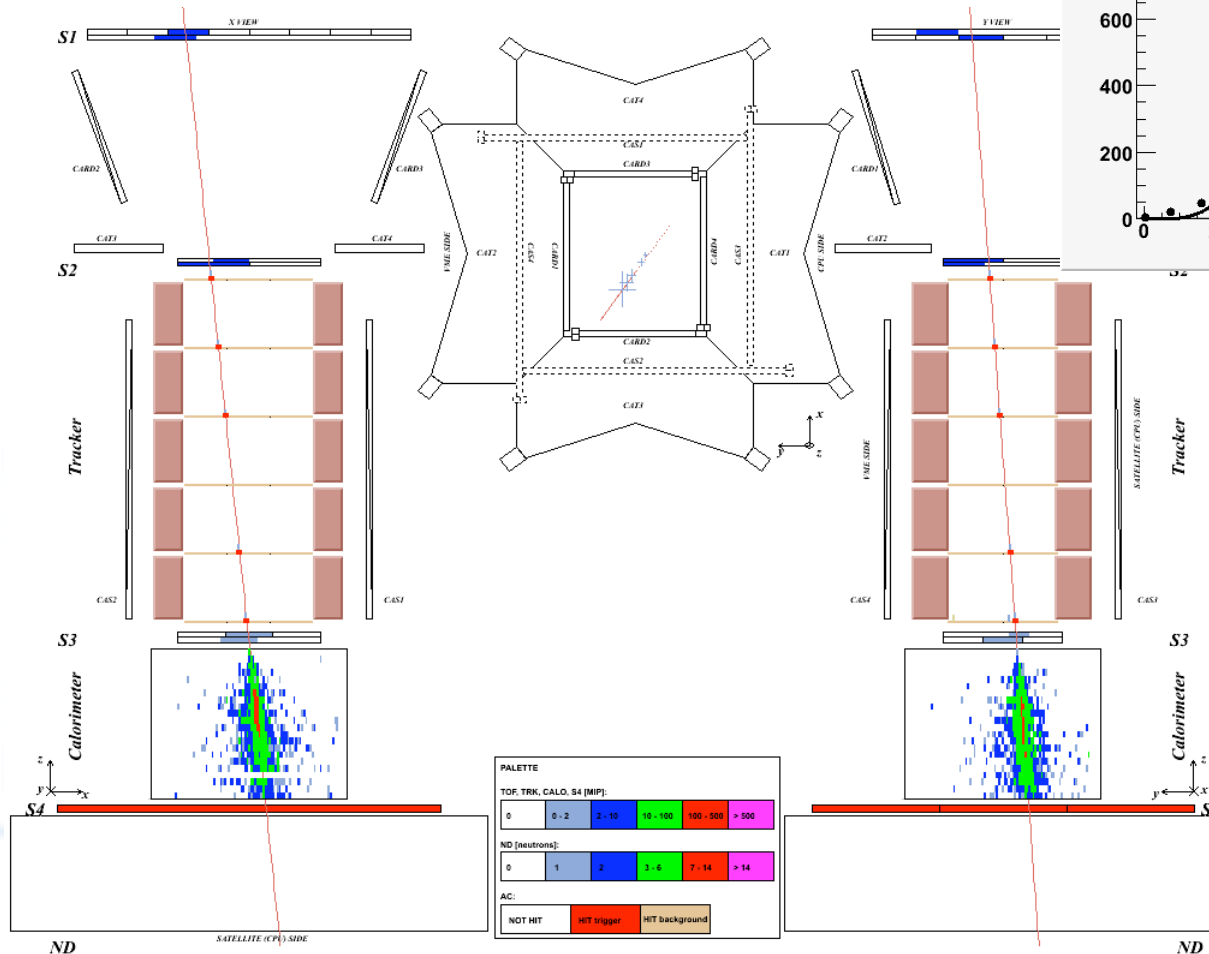 X VIEW
S1
CARD2
CARD3
CAT3
CAT4
S2
Tracker
CAS2
CAS1
S3
Calorimeter
z
y
x
S4
ND
SATELLITE (CPU) SIDE
CAT4
CAS1
CARD3
VME SIDE
CAT2
CAS4
CARD1
CARD4
CAS3
CAT1
CPU SIDE
CARD2
CAS2
CAT3
x
y
z
PALETTE
TOF, TRK, CALO, S4 [MIP]:
0 0 - 2 2 - 10 10 - 100 100 - 500 > 500
ND [neutrons]:
0 1 2 3 - 6 7 - 14 > 14
AC:
NOT HIT HIT trigger HIT background
Y VIEW
CARD1
CAT2
VME SIDE
SATELLITE (CPU) SIDE
Tracker
CAS4
CAS3
S3
Calorimeter
z
y
x
ND
600
400
200
0
0